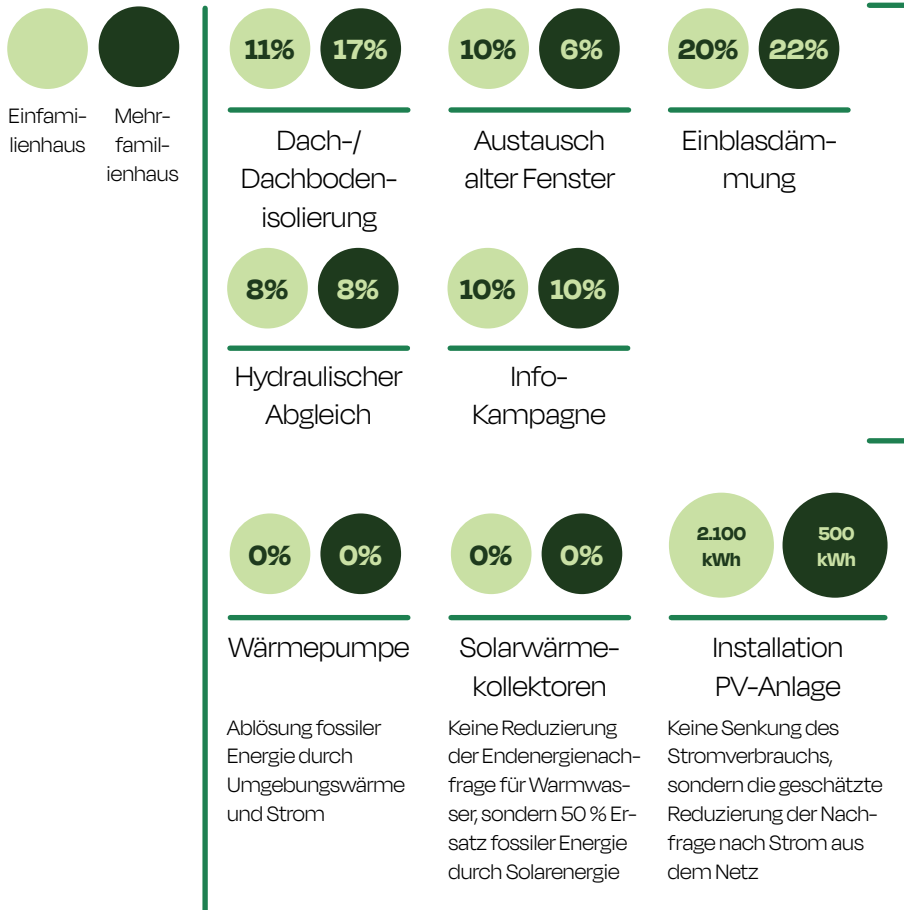 Einfami-
lienhaus
Mehr-
famil-
ienhaus
11%
17%
Dach-/
Dachboden-
isolierung
10%
6%
Austausch
alter Fenster
20%
22%
Einblasdäm-
mung
8%
8%
Hydraulischer
Abgleich
10%
10%
Info-
Kampagne
0%
0%
Wärmepumpe
Ablösung fossiler
Energie durch
Umgebungswärme
und Strom
0%
0%
Solarwärme-
kollektoren
Keine Reduzierung
der Endenergienach-
frage für Warmwas-
ser, sondern 50 % Er-
satz fossiler Energie
durch Solarenergie
2.100
kWh
500
kWh
Installation
PV-Anlage
Keine Senkung des
Stromverbrauchs,
sondern die geschätzte
Reduzierung der Nach-
frage nach Strom aus
dem Netz